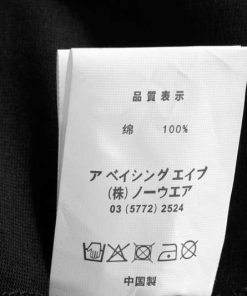 品質表示
绵 100%
ア ベイシング エイプ
(株) ノーウエア
03 (5772) 2524
中国製